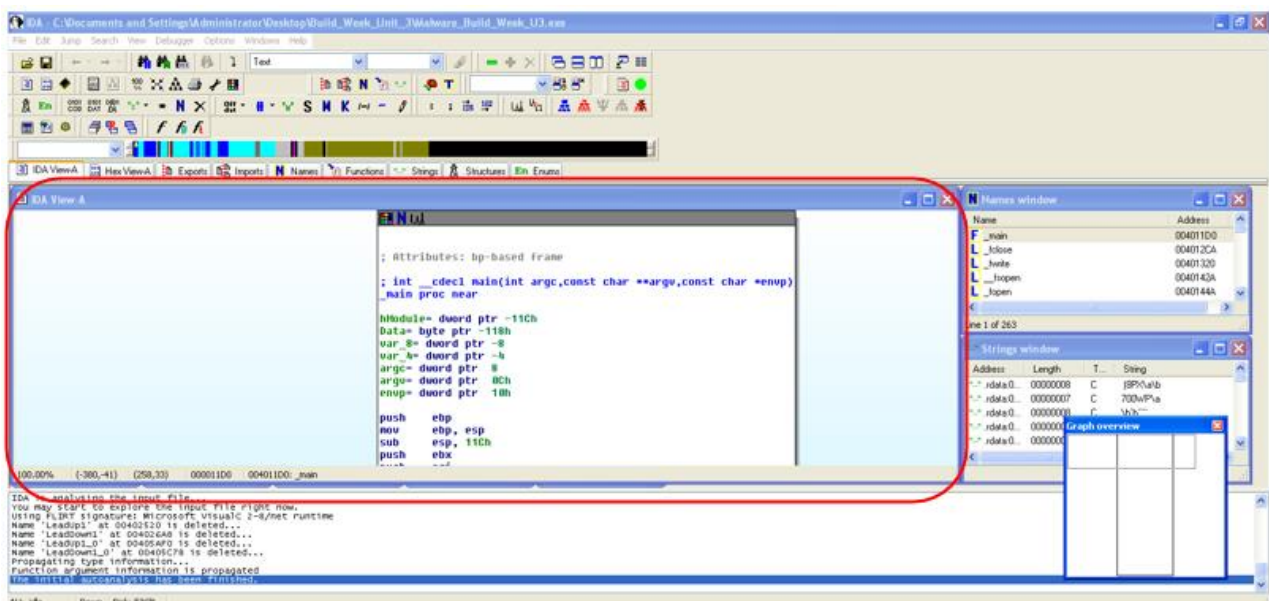 IDA - C:\Documents and Settings\Administrator\Desktop\Build_Week_Unit_3\Malware_Build_Week_U3.exe
File Edit Jump Search View Debugger Options Windows Help
Text
En
S M K
IDA View-A Hex View-A Exports Imports N Names Functions Strings Structures En Enums
IDA View-A
; Attributes: bp-based frame
; int __cdecl main(int argc,const char **argv,const char *envp)
_main proc near
hModule= dword ptr -11Ch
Data= byte ptr -118h
var_8= dword ptr -8
var_4= dword ptr -4
argc= dword ptr 8
argv= dword ptr 0Ch
envp= dword ptr 10h
push ebp
mov ebp, esp
sub esp, 11Ch
push ebx
100.00% (-380,-41) (258,33) 000011D0 004011D0: _main
Names window
Name Address
F _main 004011D0
L _fclose 004012CA
L _fwrite 00401320
L __fsopen 0040142A
L _fopen 0040144A
Line 1 of 263
Strings window
Address Length T... String
.rdata:0... 00000008 C
.rdata:0... 00000007 C 700WP\a
.rdata:0... 00000008 C
.rdata:0...
.rdata:0...
Graph overview
IDA is analysing the input file...
You may start to explore the input file right now.
Using FLIRT signature: Microsoft VisualC 2-8/net runtime
Name 'LeadUp1' at 00402520 is deleted...
Name 'LeadDown1' at 004026A8 is deleted...
Name 'LeadUp1_0' at 00405AF0 is deleted...
Name 'LeadDown1_0' at 00405C78 is deleted...
Propagating type information...
Function argument information is propagated
The initial autoanalysis has been finished.